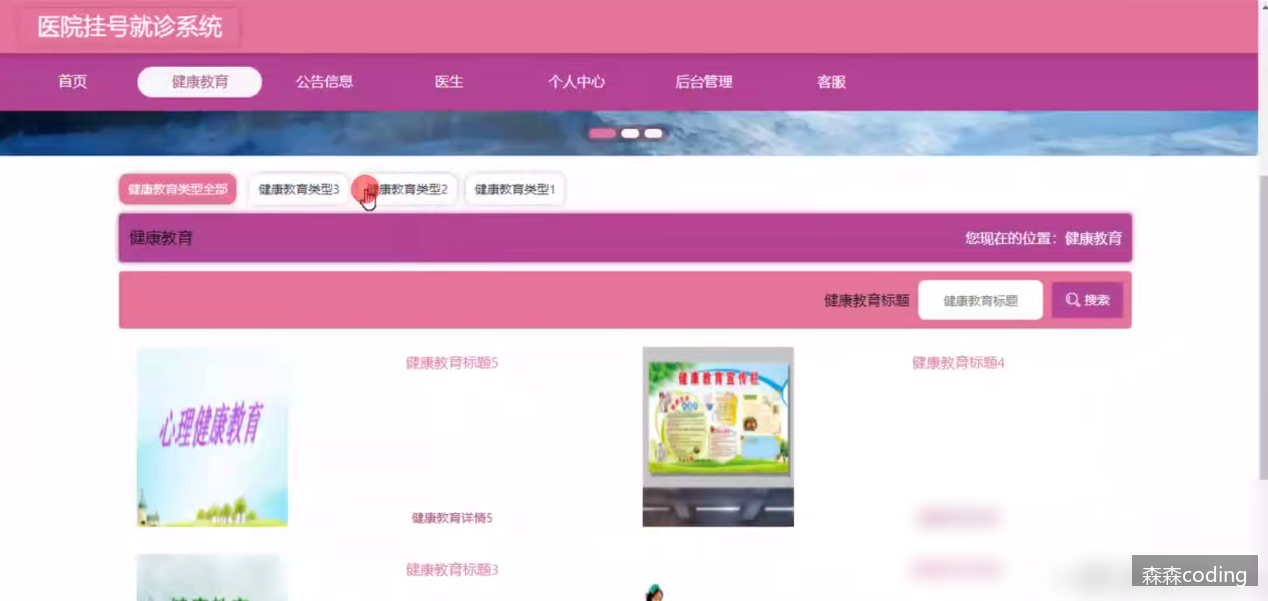 医院挂号就诊系统
首页 健康教育 公告信息 医生 个人中心 后台管理 客服
健康教育类型全部 健康教育类型3 健康教育类型2 健康教育类型1
健康教育 您现在的位置：健康教育
健康教育标题 健康教育标题 搜索
健康教育标题5 健康教育标题4
心理健康教育
健康教育宣传栏
健康教育详情5
健康教育标题3
森森coding